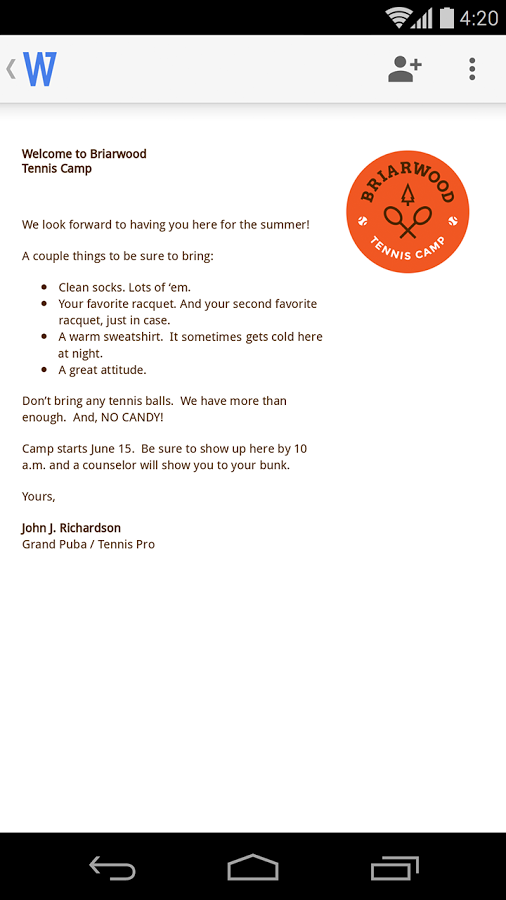 4:20
W
Welcome to Briarwood
Tennis Camp
BRIARWOOD
TENNIS CAMP
We look forward to having you here for the summer!
A couple things to be sure to bring:
• Clean socks. Lots of ‘em.
• Your favorite racquet. And your second favorite
racquet, just in case.
• A warm sweatshirt.  It sometimes gets cold here
at night.
• A great attitude.
Don’t bring any tennis balls.  We have more than
enough.  And, NO CANDY!
Camp starts June 15.  Be sure to show up here by 10
a.m. and a counselor will show you to your bunk.
Yours,
John J. Richardson
Grand Puba / Tennis Pro